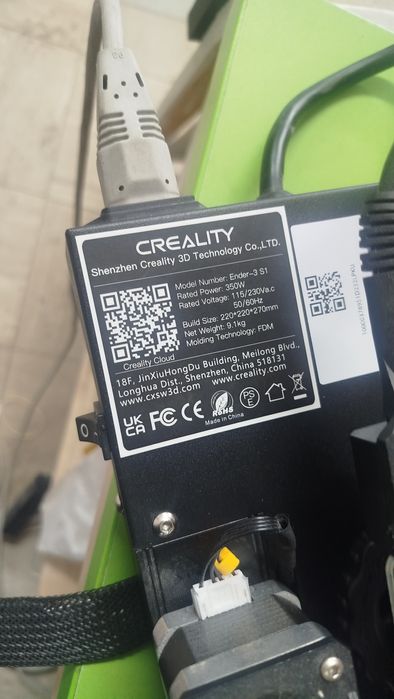 CREALITY
Shenzhen Creality 3D Technology Co.,LTD.
Model Number: Ender-3 S1
Rated Power: 350W
Rated Voltage: 115/230Va.c
50/60Hz
Build Size: 220*220*270mm
Net Weight: 9.1kg
Molding Technology: FDM
Creality Cloud
18F, JinXiuHongDu Building, Meilong Blvd.,
Longhua Dist., Shenzhen, China 518131
www.cxsw3d.com www.creality.com
UK CA FC CE RoHS PS E
Made in China